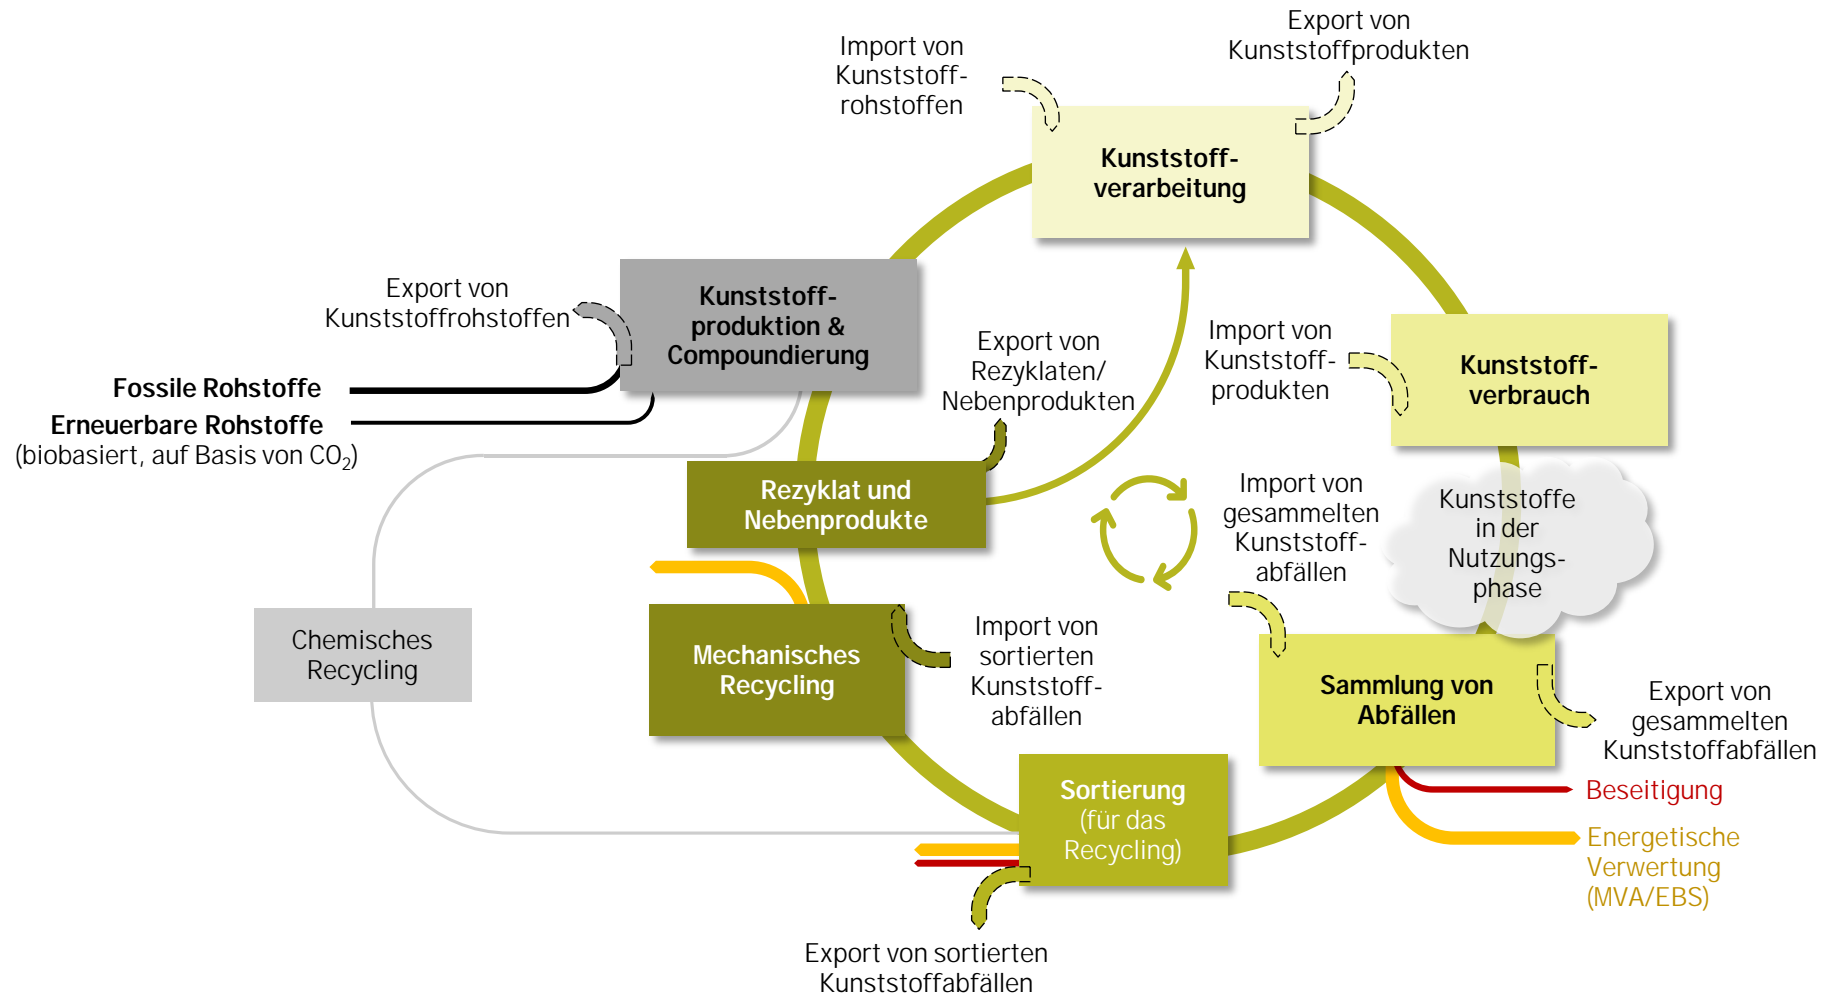 Export von
Kunststoffprodukten
Import von
Kunststoff-
rohstoffen
Kunststoff-
verarbeitung
Export von
Kunststoffrohstoffen
Kunststoff-
produktion &
Compoundierung
Fossile Rohstoffe
Erneuerbare Rohstoffe
(biobasiert, auf Basis von CO₂)
Export von
Rezyklaten/
Nebenprodukten
Import von
Kunststoff-
produkten
Kunststoff-
verbrauch
Rezyklat und
Nebenprodukte
Import von
gesammelten
Kunststoff-
abfällen
Kunststoffe
in der
Nutzungs-
phase
Chemisches
Recycling
Mechanisches
Recycling
Import von
sortierten
Kunststoff-
abfällen
Sammlung von
Abfällen
Export von
gesammelten
Kunststoffabfällen
Sortierung
(für das
Recycling)
Beseitigung
Energetische
Verwertung
(MVA/EBS)
Export von sortierten
Kunststoffabfällen